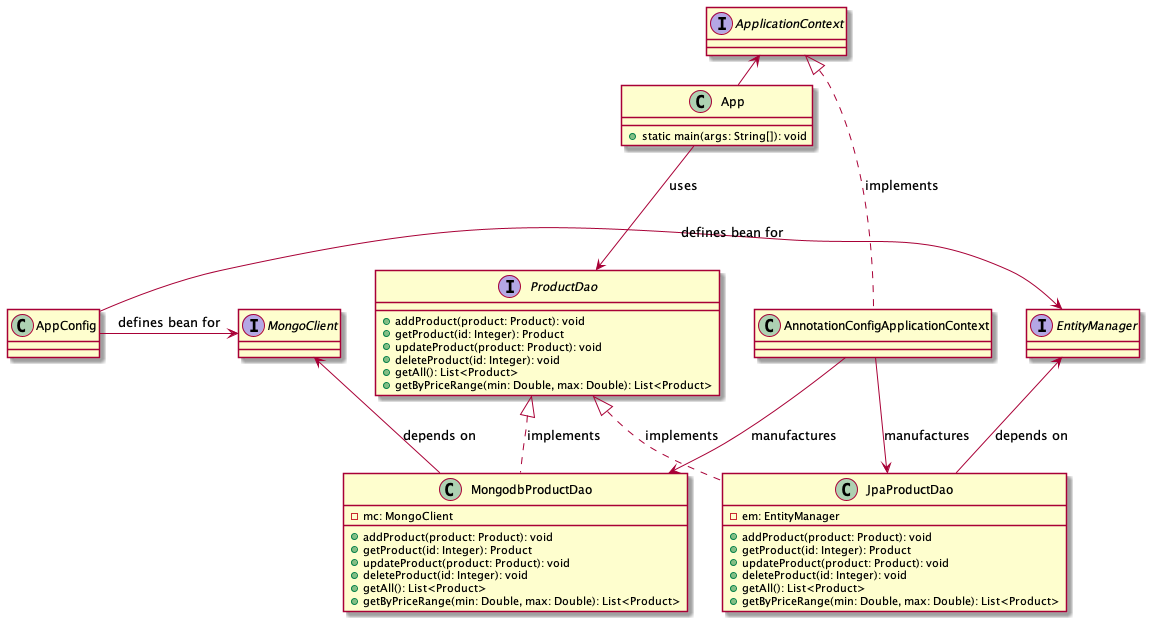 I ApplicationContext
C App
static main(args: String[]): void
uses
implements
defines bean for
C AppConfig
defines bean for
I MongoClient
I ProductDao
addProduct(product: Product): void
getProduct(id: Integer): Product
updateProduct(product: Product): void
deleteProduct(id: Integer): void
getAll(): List<Product>
getByPriceRange(min: Double, max: Double): List<Product>
C AnnotationConfigApplicationContext
I EntityManager
depends on
implements
implements
manufactures
manufactures
depends on
C MongodbProductDao
mc: MongoClient
addProduct(product: Product): void
getProduct(id: Integer): Product
updateProduct(product: Product): void
deleteProduct(id: Integer): void
getAll(): List<Product>
getByPriceRange(min: Double, max: Double): List<Product>
C JpaProductDao
em: EntityManager
addProduct(product: Product): void
getProduct(id: Integer): Product
updateProduct(product: Product): void
deleteProduct(id: Integer): void
getAll(): List<Product>
getByPriceRange(min: Double, max: Double): List<Product>